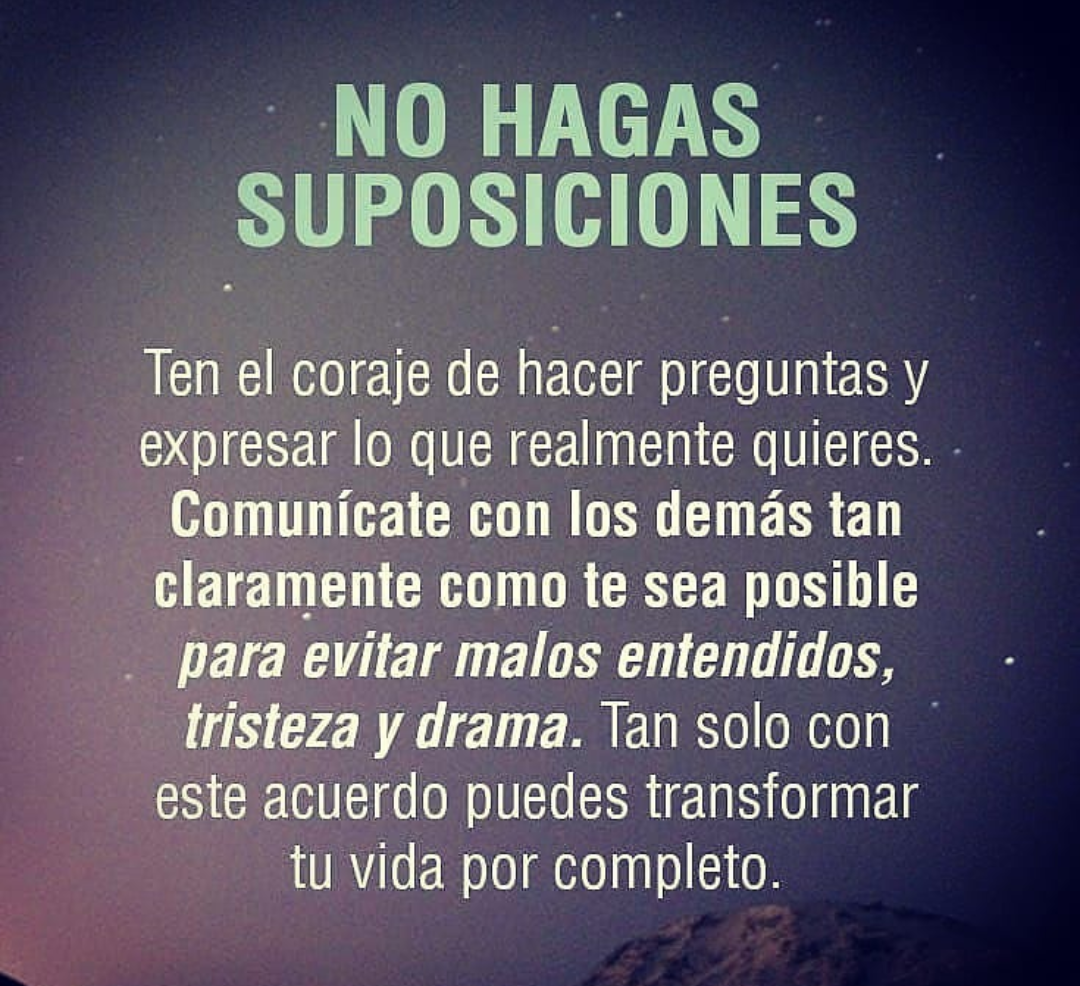 NO HAGAS
SUPOSICIONES
Ten el coraje de hacer preguntas y
expresar lo que realmente quieres.
Comunícate con los demás tan
claramente como te sea posible
para evitar malos entendidos,
tristeza y drama. Tan solo con
este acuerdo puedes transformar
tu vida por completo.